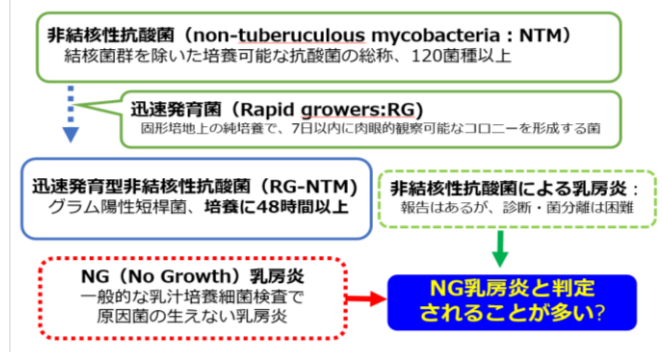 非結核性抗酸菌（non-tuberuculous mycobacteria：NTM）
結核菌群を除いた培養可能な抗酸菌の総称、120菌種以上
迅速発育菌（Rapid growers:RG)
固形培地上の純培養で、7日以内に肉眼的観察可能なコロニーを形成する菌
迅速発育型非結核性抗酸菌（RG-NTM)
グラム陽性短桿菌、培養に48時間以上
非結核性抗酸菌による乳房炎：
報告はあるが、診断・菌分離は困難
NG（No Growth）乳房炎
一般的な乳汁培養細菌検査で
原因菌の生えない乳房炎
NG乳房炎と判定
されることが多い?